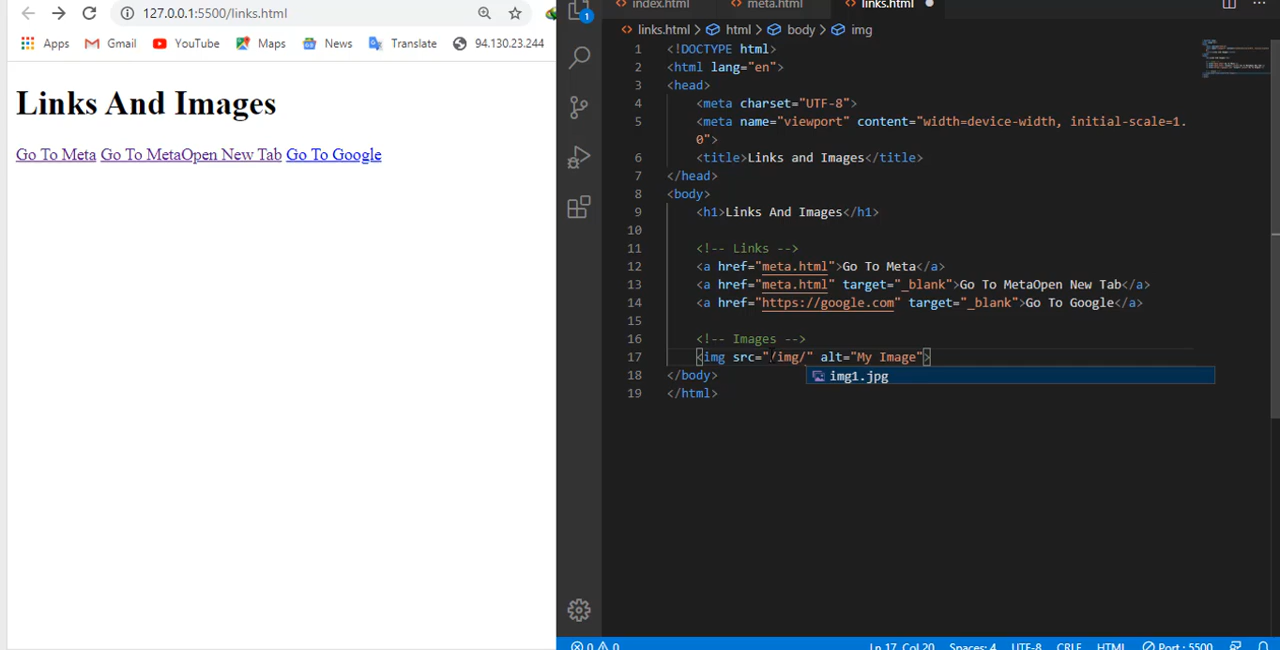 127.0.0.1:5500/links.html
Apps Gmail YouTube Maps News Translate 94.130.23.244
Links And Images
Go To Meta Go To MetaOpen New Tab Go To Google
1
index.html meta.html links.html
links.html > html > body > img
1 <!DOCTYPE html>
2 <html lang="en">
3 <head>
4 <meta charset="UTF-8">
5 <meta name="viewport" content="width=device-width, initial-scale=1.
0">
6 <title>Links and Images</title>
7 </head>
8 <body>
9 <h1>Links And Images</h1>
10
11 <!-- Links -->
12 <a href="meta.html">Go To Meta</a>
13 <a href="meta.html" target="_blank">Go To MetaOpen New Tab</a>
14 <a href="https://google.com" target="_blank">Go To Google</a>
15
16 <!-- Images -->
17 <img src="/img/" alt="My Image">
img1.jpg
18 </body>
19 </html>
0 0 Ln 17, Col 20 Spaces: 4 UTF-8 CRLF HTML Port : 5500